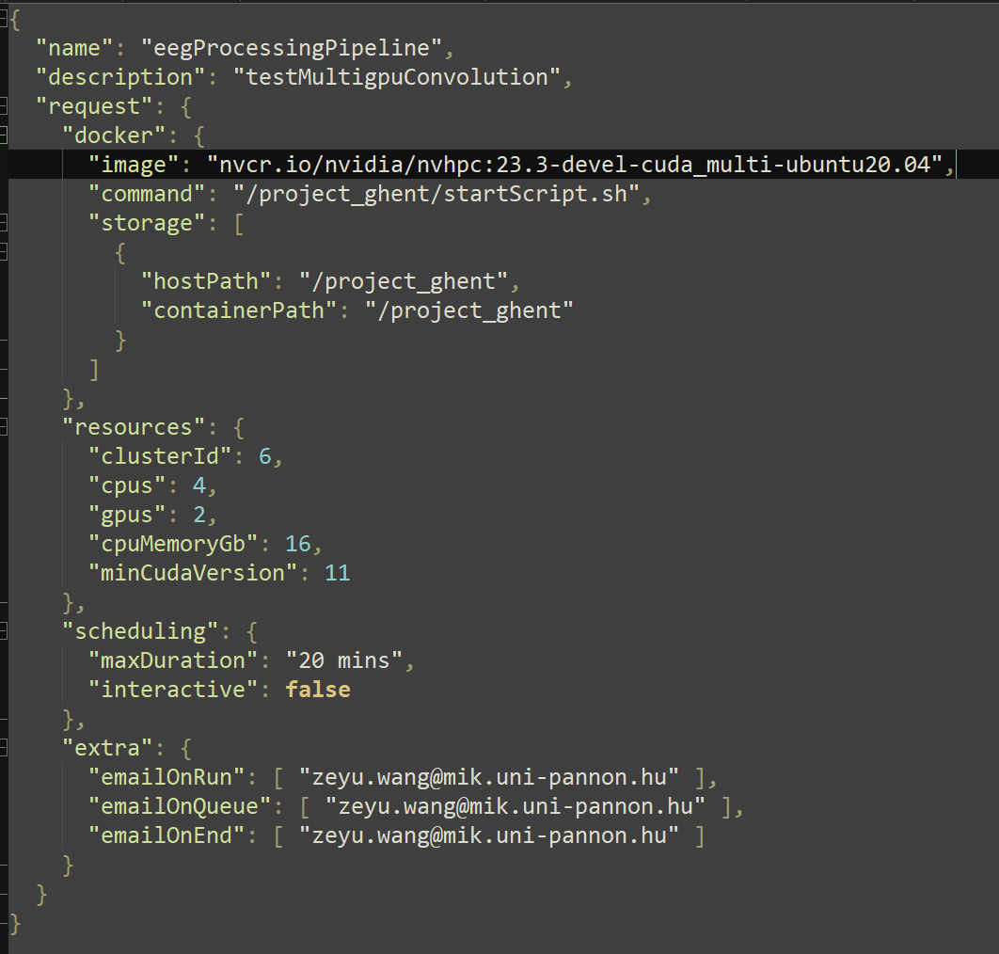 {
  "name": "eegProcessingPipeline",
  "description": "testMultigpuConvolution",
  "request": {
    "docker": {
      "image": "nvcr.io/nvidia/nvhpc:23.3-devel-cuda_multi-ubuntu20.04",
      "command": "/project_ghent/startScript.sh",
      "storage": [
        {
          "hostPath": "/project_ghent",
          "containerPath": "/project_ghent"
        }
      ]
    },
    "resources": {
      "clusterId": 6,
      "cpus": 4,
      "gpus": 2,
      "cpuMemoryGb": 16,
      "minCudaVersion": 11
    },
    "scheduling": {
      "maxDuration": "20 mins",
      "interactive": false
    },
    "extra": {
      "emailOnRun": [ "zeyu.wang@mik.uni-pannon.hu" ],
      "emailOnQueue": [ "zeyu.wang@mik.uni-pannon.hu" ],
      "emailOnEnd": [ "zeyu.wang@mik.uni-pannon.hu" ]
    }
  }
}